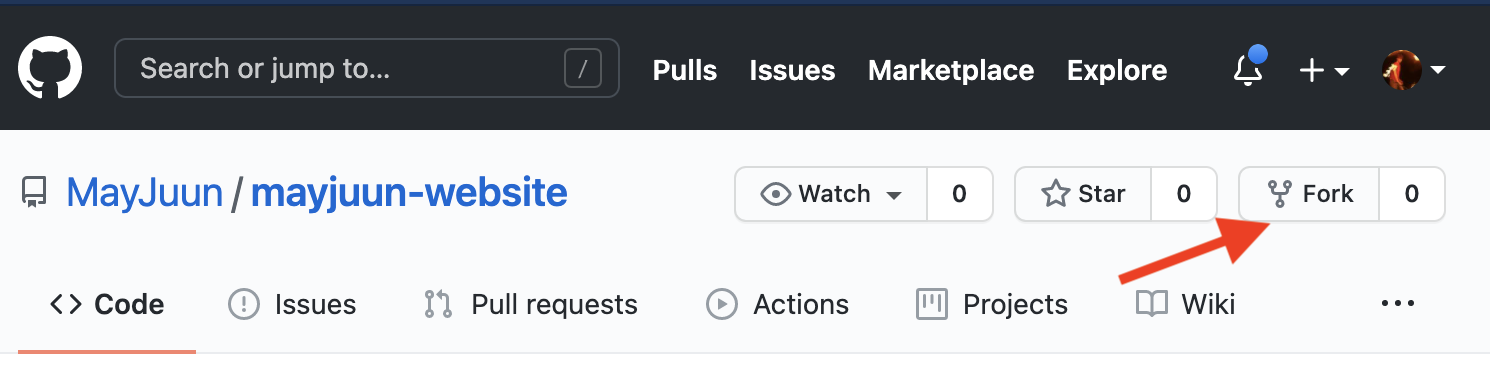 Search or jump to... /
Pulls Issues Marketplace Explore
MayJuun / mayjuun-website
Watch 0 Star 0 Fork 0
Code Issues Pull requests Actions Projects Wiki ...